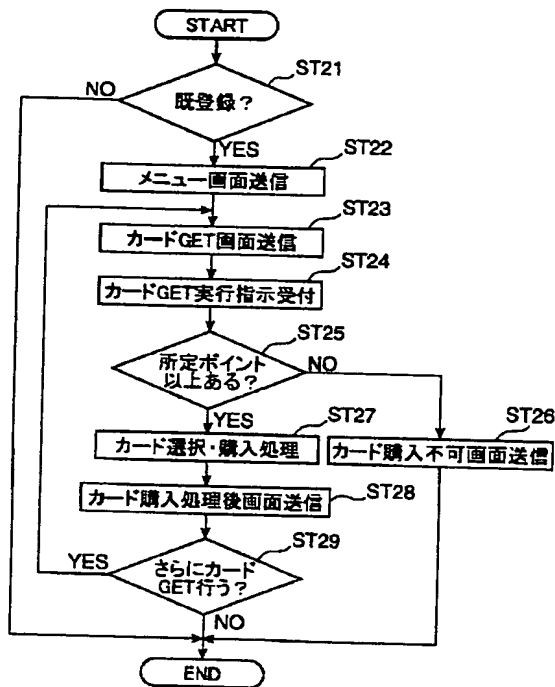 START
ST21
既登録？
NO
YES
ST22
メニュー画面送信
ST23
カードGET画面送信
ST24
カードGET実行指示受付
ST25
所定ポイント
以上ある？
NO
YES
ST27
カード選択・購入処理
ST26
カード購入不可画面送信
ST28
カード購入処理後画面送信
ST29
さらにカード
GET行う？
YES
NO
END